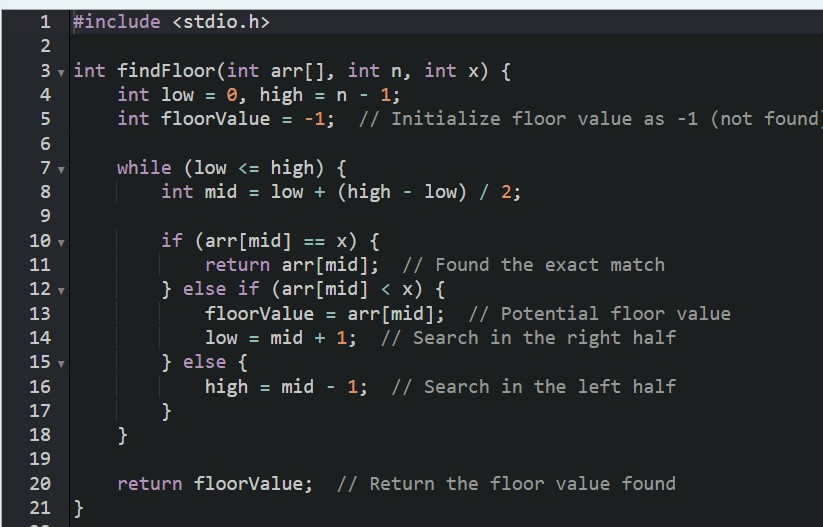 1 #include <stdio.h>
2
3 int findFloor(int arr[], int n, int x) {
4     int low = 0, high = n - 1;
5     int floorValue = -1;  // Initialize floor value as -1 (not found)
6
7     while (low <= high) {
8         int mid = low + (high - low) / 2;
9
10         if (arr[mid] == x) {
11             return arr[mid];  // Found the exact match
12         } else if (arr[mid] < x) {
13             floorValue = arr[mid];  // Potential floor value
14             low = mid + 1;  // Search in the right half
15         } else {
16             high = mid - 1;  // Search in the left half
17         }
18     }
19
20     return floorValue;  // Return the floor value found
21 }